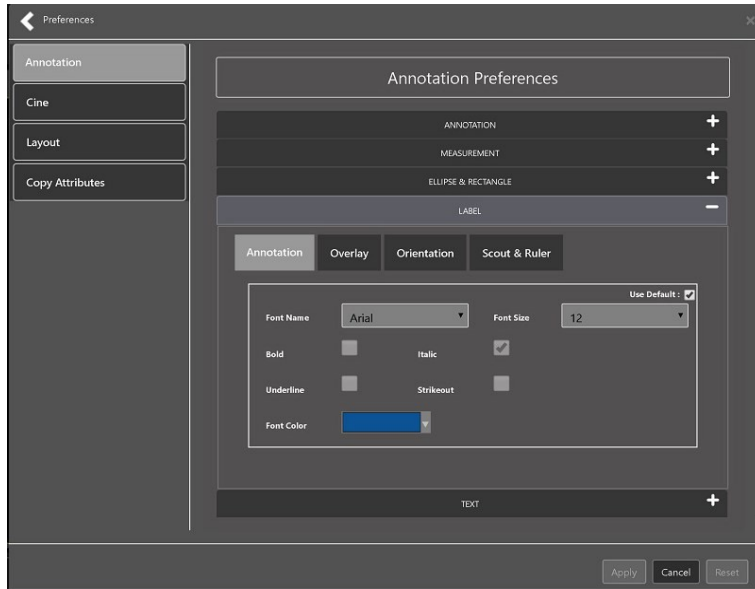 Preferences
Annotation
Cine
Layout
Copy Attributes
Annotation Preferences
ANNOTATION
MEASUREMENT
ELLIPSE & RECTANGLE
LABEL
Annotation Overlay Orientation Scout & Ruler
Use Default :
Font Name Arial Font Size 12
Bold Italic
Underline Strikeout
Font Color
TEXT
Apply Cancel Reset